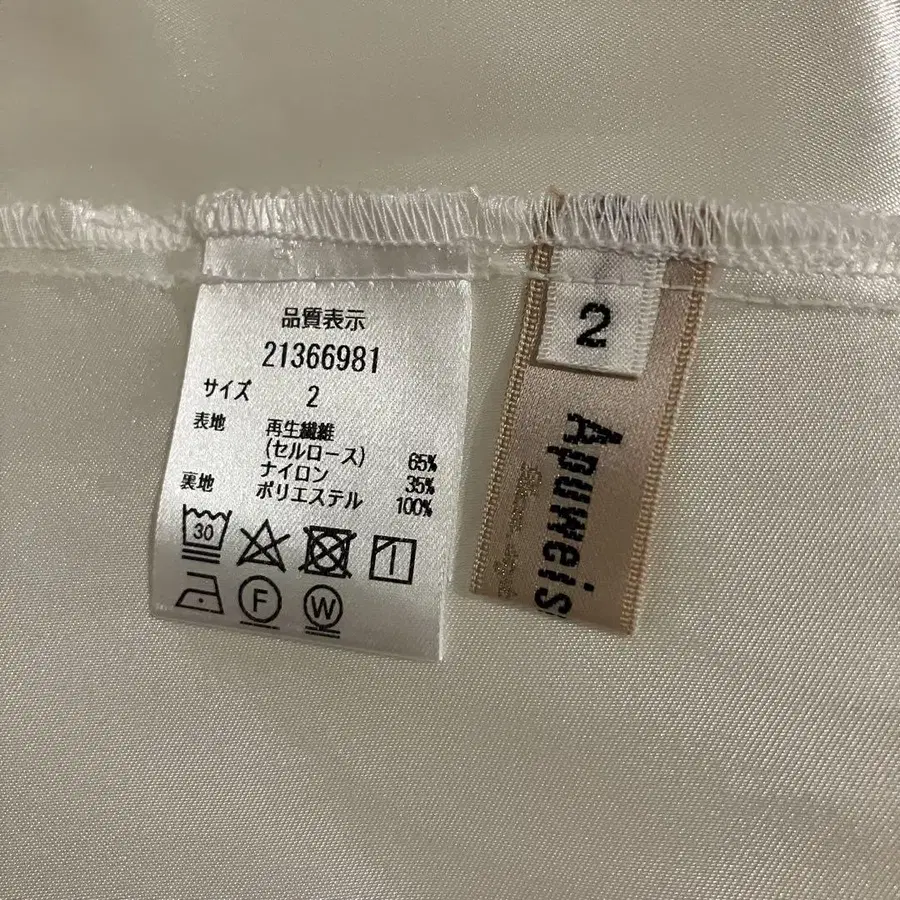 品質表示
21366981
サイズ 2
表地 再生繊維
(セルロース) 65%
ナイロン 35%
裏地 ポリエステル 100%
30
F W
2
Apuweis